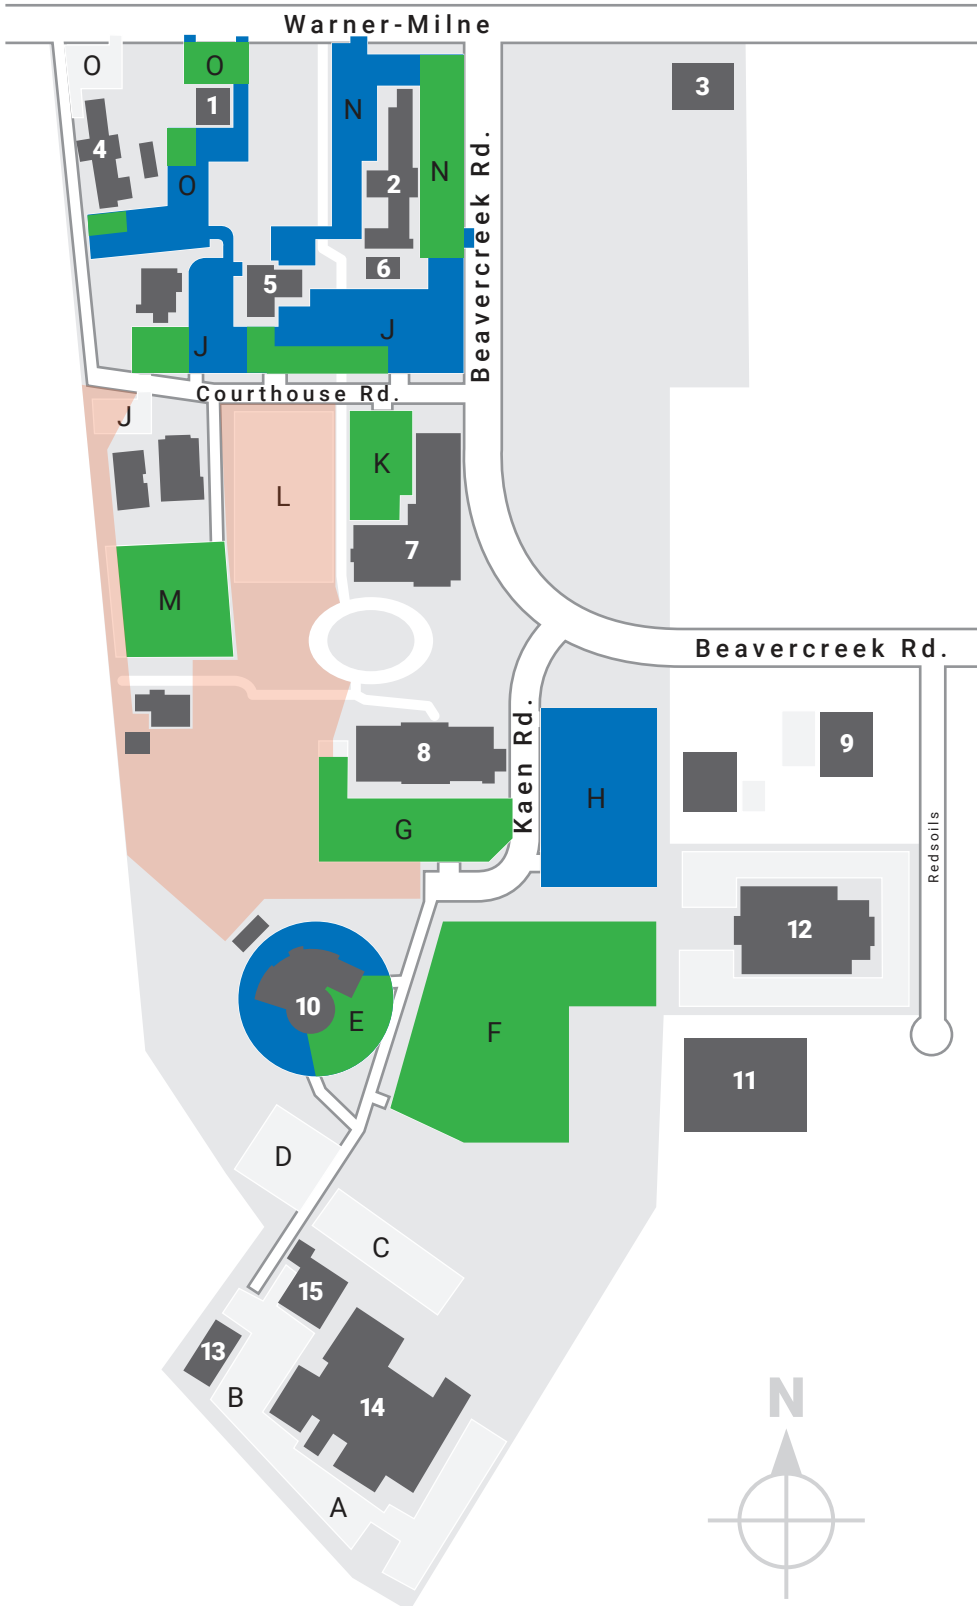 Warner-Milne
O
O
3
1
N
4
Beavercreek Rd.
N
2
O
6
5
J
J
Courthouse Rd.
J
K
L
7
M
Beavercreek Rd.
Kaen Rd.
8
9
H
G
Redsoils
12
10
E
F
11
D
C
15
13
B
14
N
A